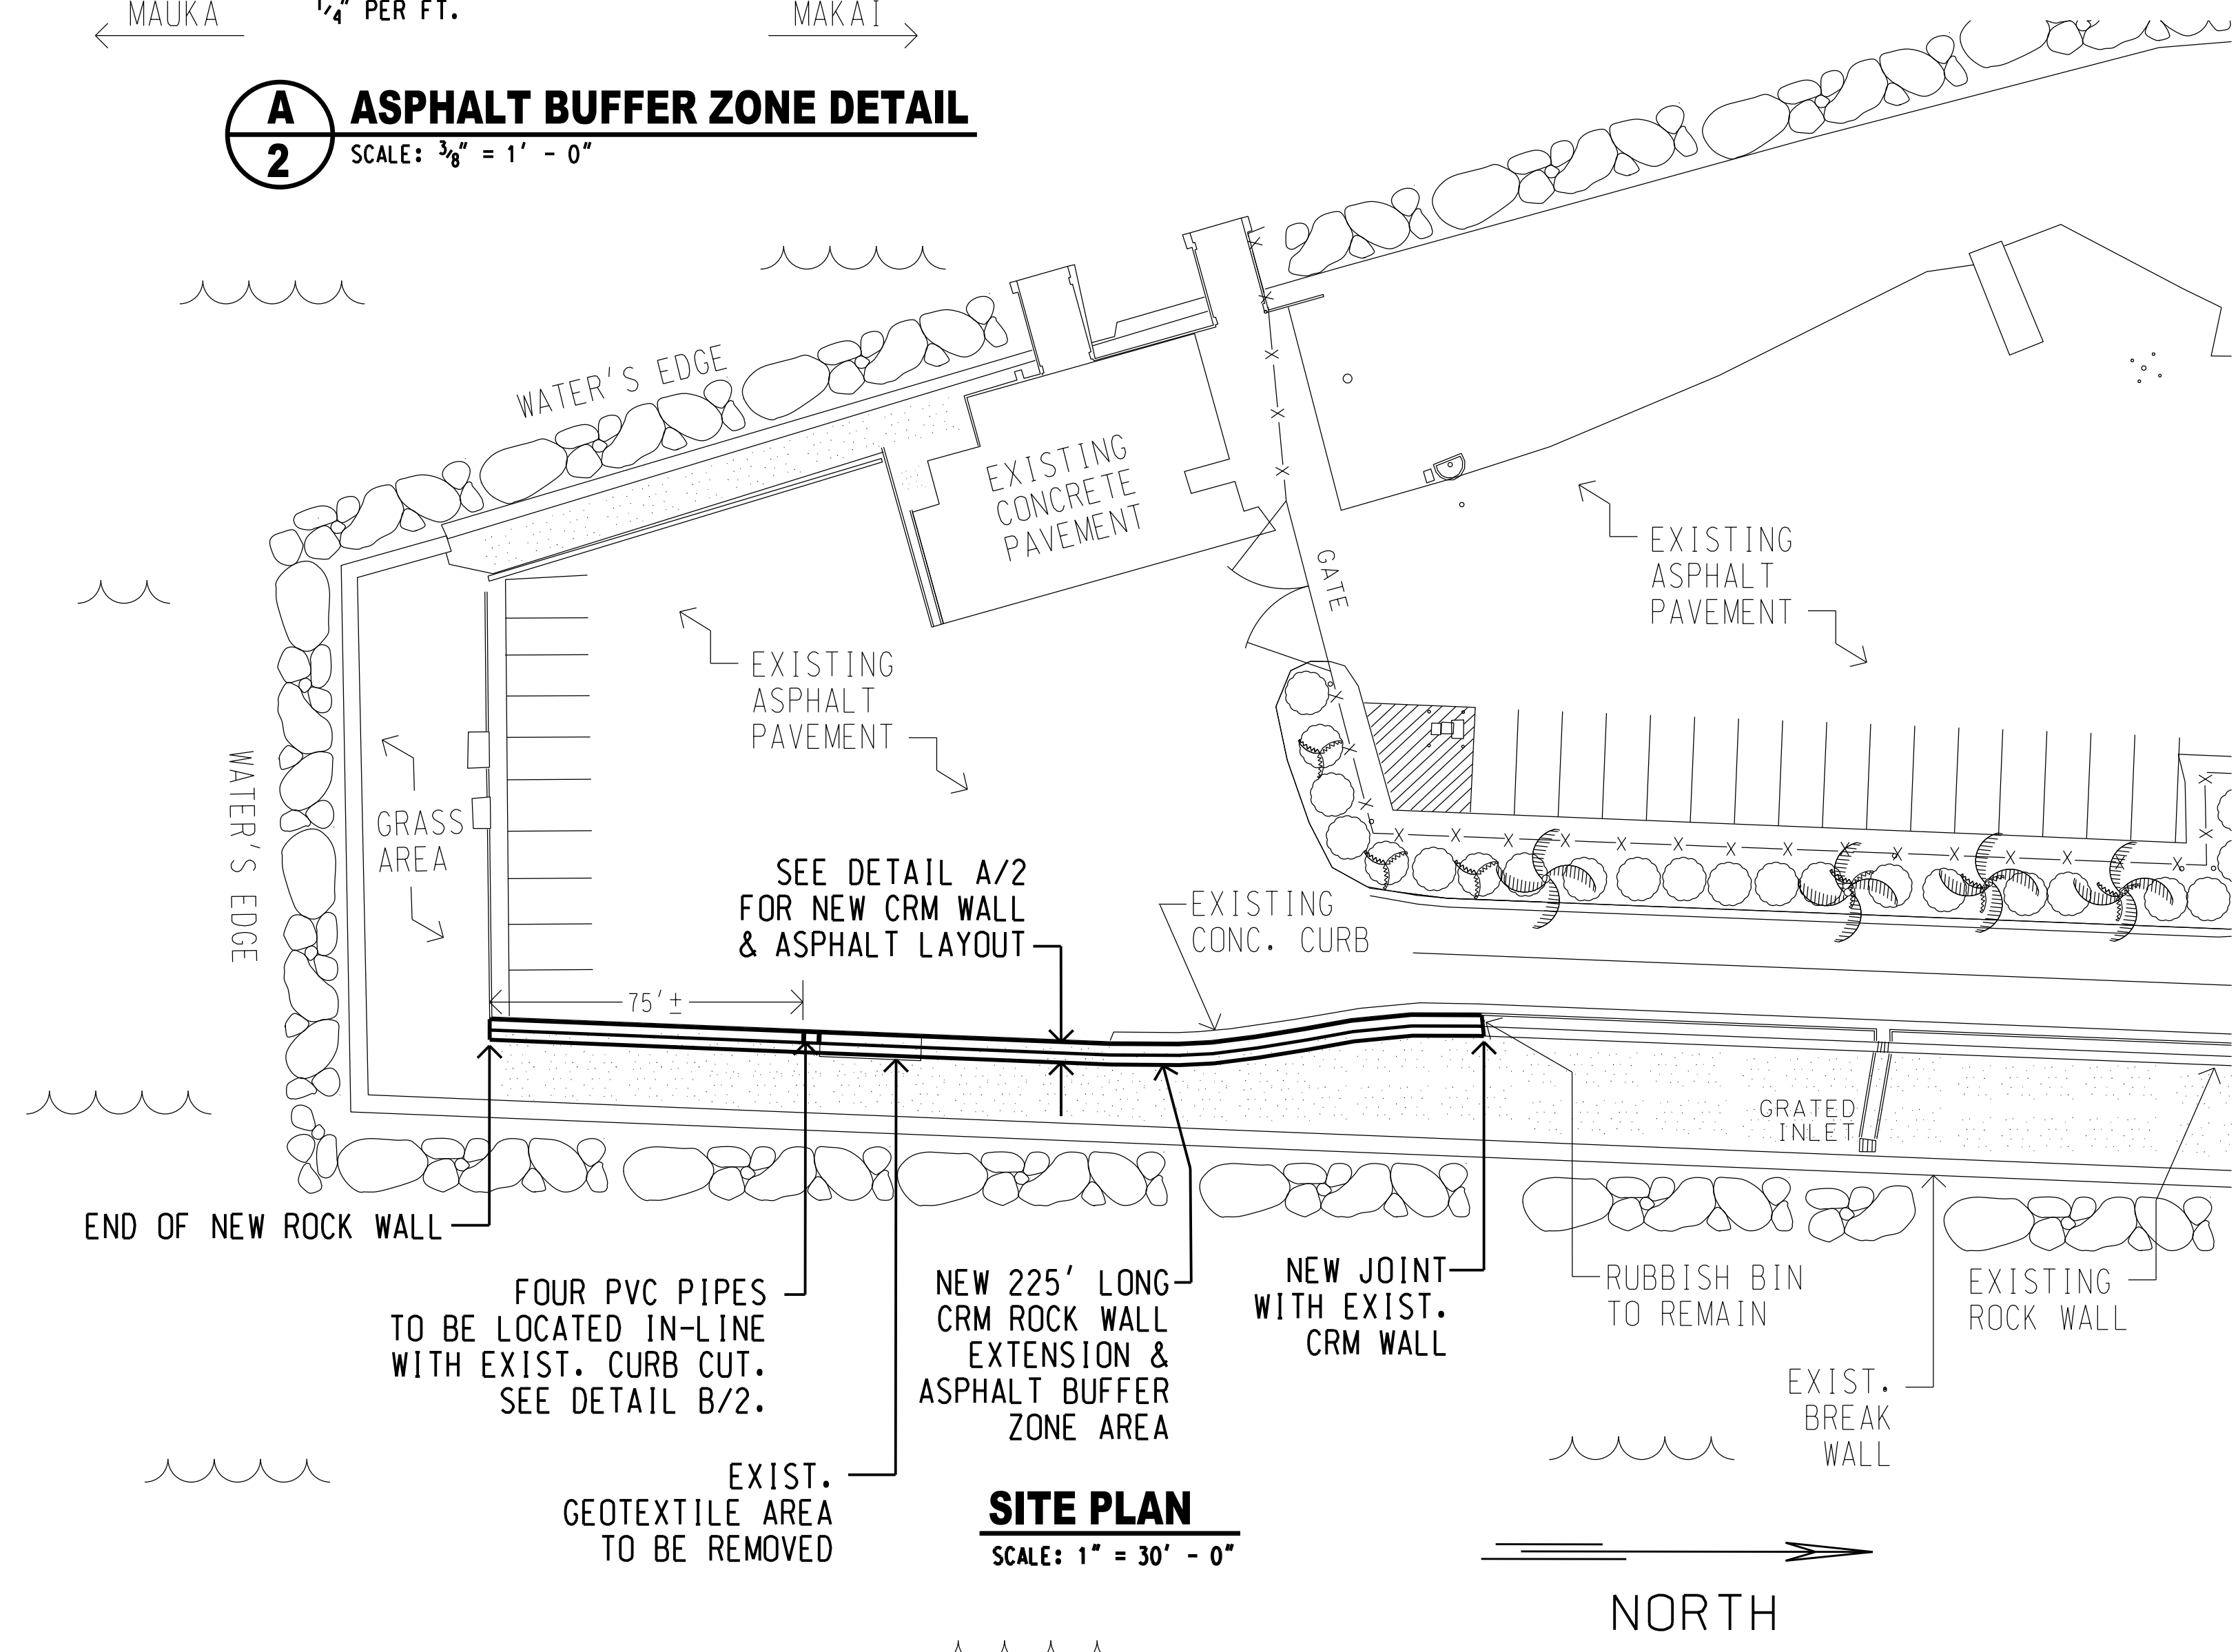 MAUKA
1/4" PER FT.
MAKAI
A
2
ASPHALT BUFFER ZONE DETAIL
SCALE: 3/8" = 1' - 0"
WATER'S EDGE
EXISTING
CONCRETE
PAVEMENT
GATE
EXISTING
ASPHALT
PAVEMENT
EXISTING
ASPHALT
PAVEMENT
WATER'S EDGE
GRASS
AREA
SEE DETAIL A/2
FOR NEW CRM WALL
& ASPHALT LAYOUT
EXISTING
CONC. CURB
75'±
GRATED
INLET
END OF NEW ROCK WALL
FOUR PVC PIPES
TO BE LOCATED IN-LINE
WITH EXIST. CURB CUT.
SEE DETAIL B/2.
NEW 225' LONG
CRM ROCK WALL
EXTENSION &
ASPHALT BUFFER
ZONE AREA
NEW JOINT
WITH EXIST.
CRM WALL
RUBBISH BIN
TO REMAIN
EXISTING
ROCK WALL
EXIST.
BREAK
WALL
EXIST.
GEOTEXTILE AREA
TO BE REMOVED
SITE PLAN
SCALE: 1" = 30' - 0"
NORTH